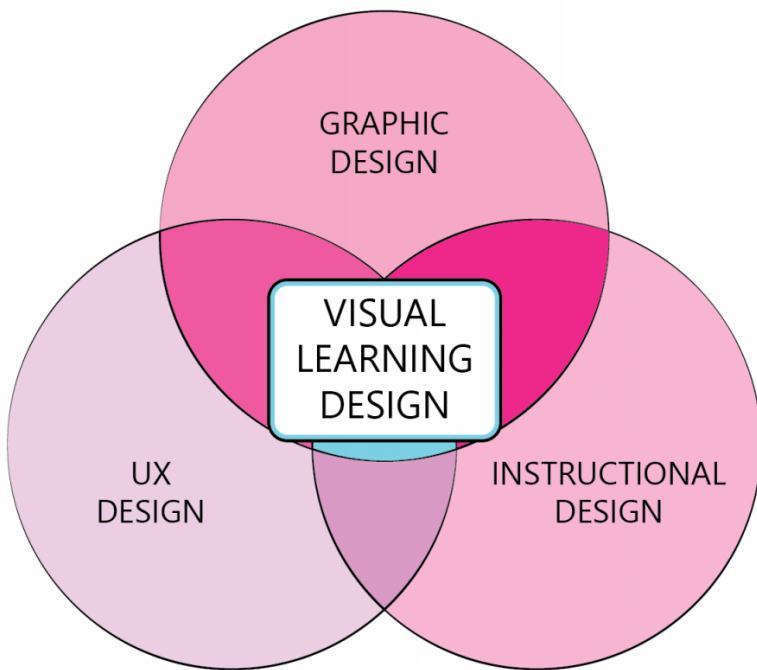 GRAPHIC
DESIGN
VISUAL
LEARNING
DESIGN
UX
DESIGN
INSTRUCTIONAL
DESIGN